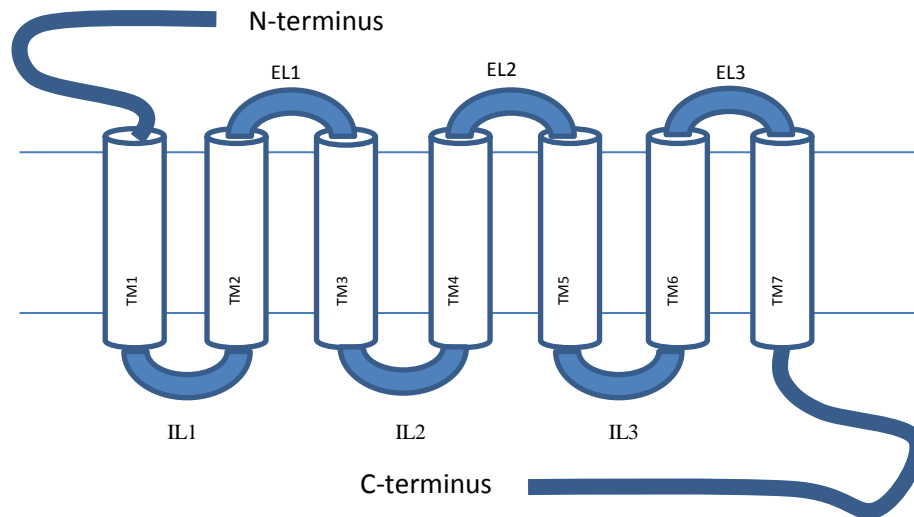 N-terminus
EL1
EL2
EL3
TM1
TM2
TM3
TM4
TM5
TM6
TM7
IL1
IL2
IL3
C-terminus